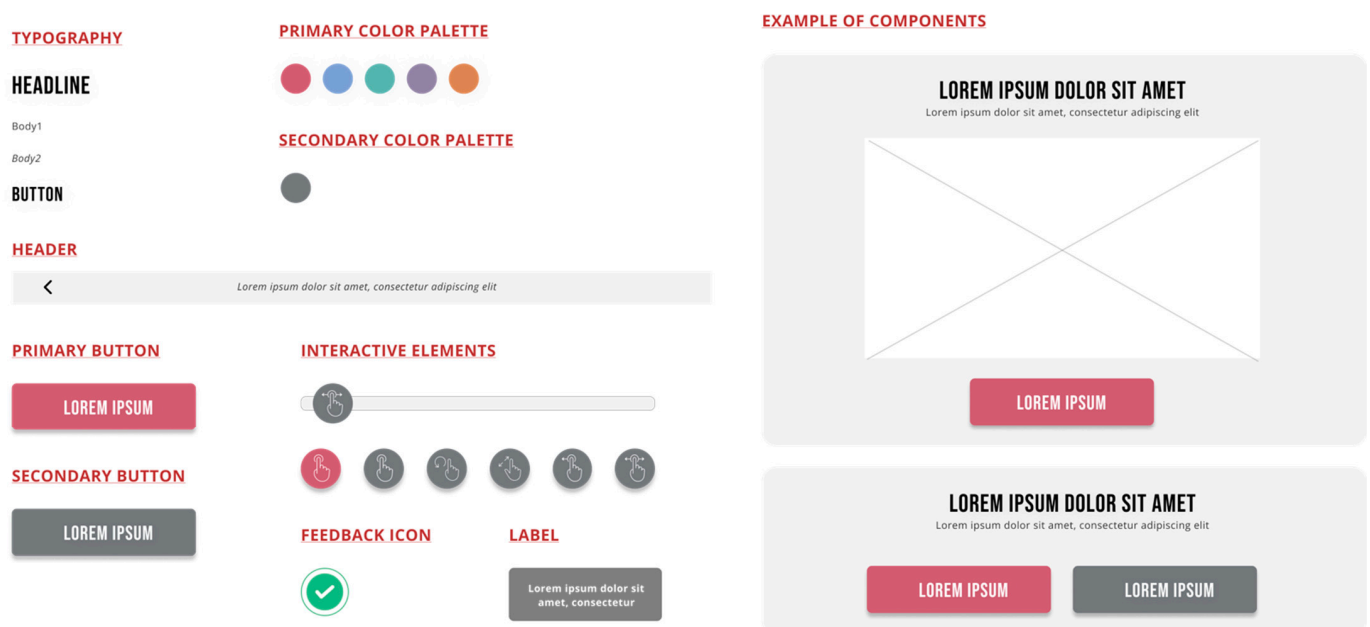 TYPOGRAPHY
HEADLINE
Body1
Body2
BUTTON
PRIMARY COLOR PALETTE
SECONDARY COLOR PALETTE
HEADER
Lorem ipsum dolor sit amet, consectetur adipiscing elit
PRIMARY BUTTON
LOREM IPSUM
SECONDARY BUTTON
LOREM IPSUM
INTERACTIVE ELEMENTS
FEEDBACK ICON
LABEL
Lorem ipsum dolor sit
amet, consectetur
EXAMPLE OF COMPONENTS
LOREM IPSUM DOLOR SIT AMET
Lorem ipsum dolor sit amet, consectetur adipiscing elit
LOREM IPSUM
LOREM IPSUM DOLOR SIT AMET
Lorem ipsum dolor sit amet, consectetur adipiscing elit
LOREM IPSUM
LOREM IPSUM